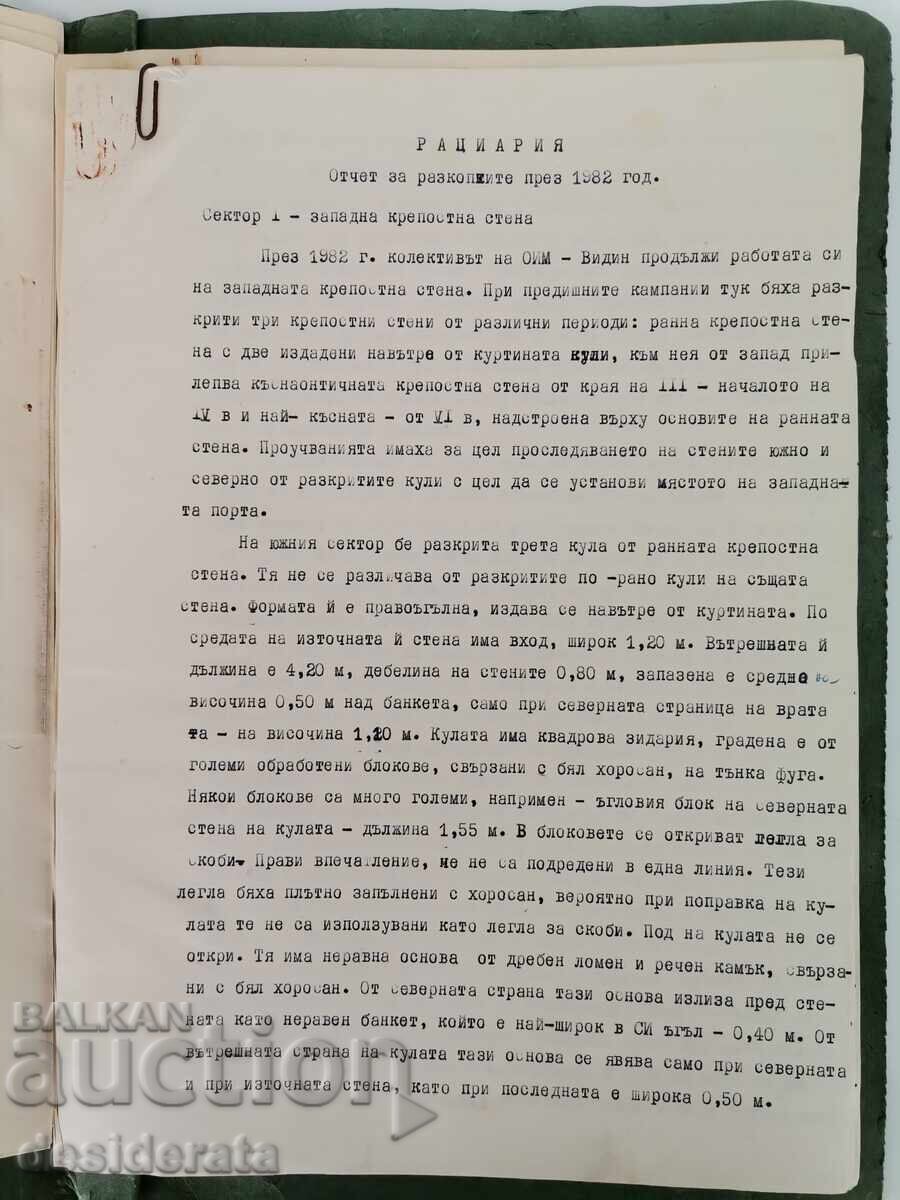 РАЦИАРИЯ
Отчет за разкопките през 1982 год.
Сектор I - западна крепостна стена
През 1982 г. колективът на ОИМ - Видин продължи работата си
на западната крепостна стена. При предишните кампании тук бяха раз-
крити три крепостни стени от различни периоди: ранна крепостна сте-
на с две издадени навътре от куртината кули, към нея от запад при-
лепва къснаонтичната крепостна стена от края на III - началото на
IV в и най- късната - от VI в, надстроена върху основите на ранната
стена. Проучванията имаха за цел проследяването на стените южно и
северно от разкритите кули с цел да се установи мястото на западна-
та порта.
На южния сектор бе разкрита трета кула от ранната крепостна
стена. Тя не се различава от разкритите по -рано кули на същата
стена. Формата й е правоъгълна, издава се навътре от куртината. По
средата на източната й стена има вход, широк 1,20 м. Вътрешната й
дължина е 4,20 м, дебелина на стените 0,80 м, запазена е средно на
височина 0,50 м над банкета, само при северната страница на врата
та - на височина 1,20 м. Кулата има квадрова зидария, градена е от
големи обработени блокове, свързани с бял хоросан, на тънка фуга.
Някои блокове са много големи, напримен - ъгловия блок на северната
стена на кулата - дължина 1,55 м. В блоковете се откриват легла за
скоби. Прави впечатление, че не са подредени в една линия. Тези
легла бяха плътно запълнени с хоросан, вероятно при поправка на ку-
лата те не са използувани като легла за скоби. Под на кулата не се
откри. Тя има неравна основа от дребен ломен и речен камък, свърза-
ни с бял хоросан. От северната страна тази основа излиза пред сте-
ната като неравен банкет, който е най-широк в СИ ъгъл - 0,40 м. От
вътрешната страна на кулата тази основа се явява само при северната
и при източната стена, като при последната е широка 0,50 м.
BALKAN
auction
desiderata